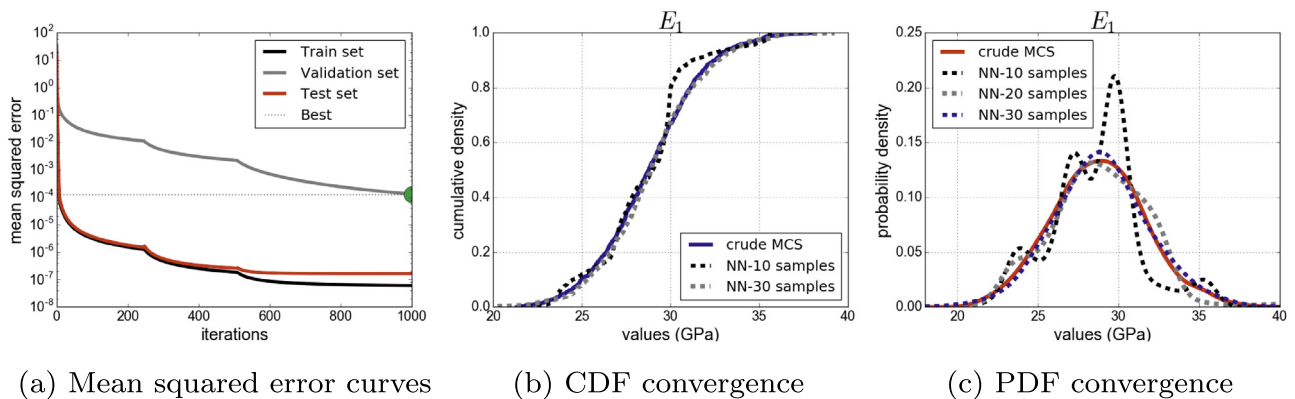 10^2
10^1
10^0
10^-1
10^-2
10^-3
10^-4
10^-5
10^-6
10^-7
10^-8
mean squared error
Train set
Validation set
Test set
Best
0 200 400 600 800 1000
iterations
(a) Mean squared error curves
E_1
1.0
0.8
0.6
0.4
0.2
0.0
cumulative density
crude MCS
NN-10 samples
NN-30 samples
20 25 30 35 40
values (GPa)
(b) CDF convergence
E_1
0.25
0.20
0.15
0.10
0.05
0.00
probability density
crude MCS
NN-10 samples
NN-20 samples
NN-30 samples
20 25 30 35 40
values (GPa)
(c) PDF convergence